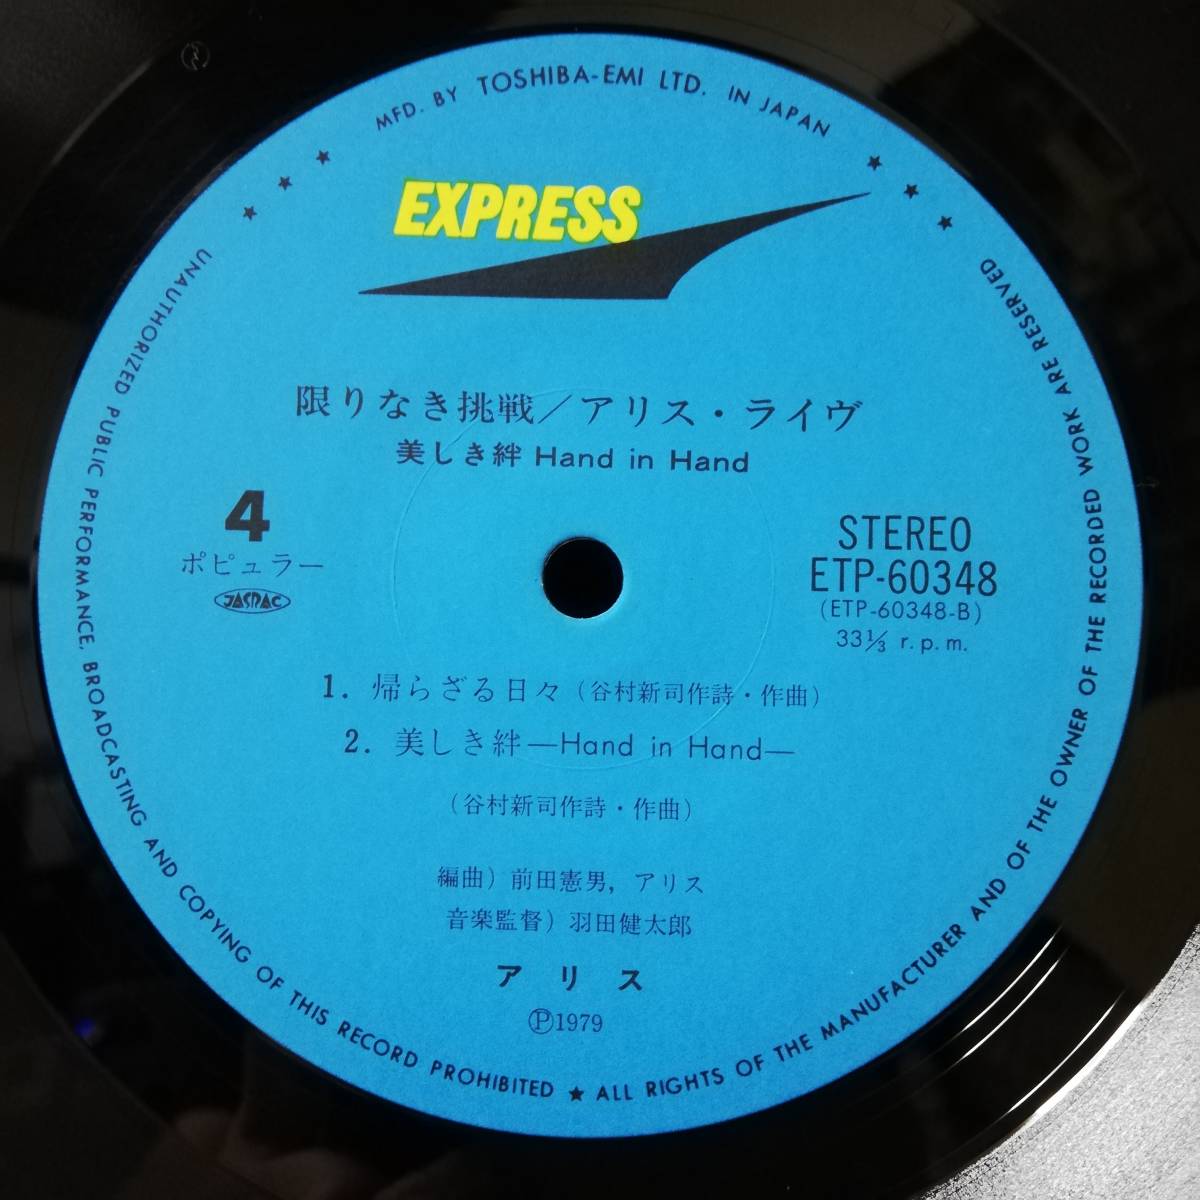 MFD. BY TOSHIBA-EMI LTD. IN JAPAN
EXPRESS
限りなき挑戦／アリス・ライヴ
美しき絆 Hand in Hand
4
ポピュラー
JASRAC
STEREO
ETP-60348
(ETP-60348-B)
33⅓ r.p.m.
1. 帰らざる日々（谷村新司作詩・作曲）
2. 美しき絆—Hand in Hand—
（谷村新司作詩・作曲）
編曲）前田憲男, アリス
音楽監督）羽田健太郎
アリス
Ⓟ1979
UNAUTHORIZED PUBLIC PERFORMANCE, BROADCASTING AND COPYING OF THIS RECORD PROHIBITED ★ ALL RIGHTS OF THE MANUFACTURER AND OF THE OWNER OF THE RECORDED WORK ARE RESERVED